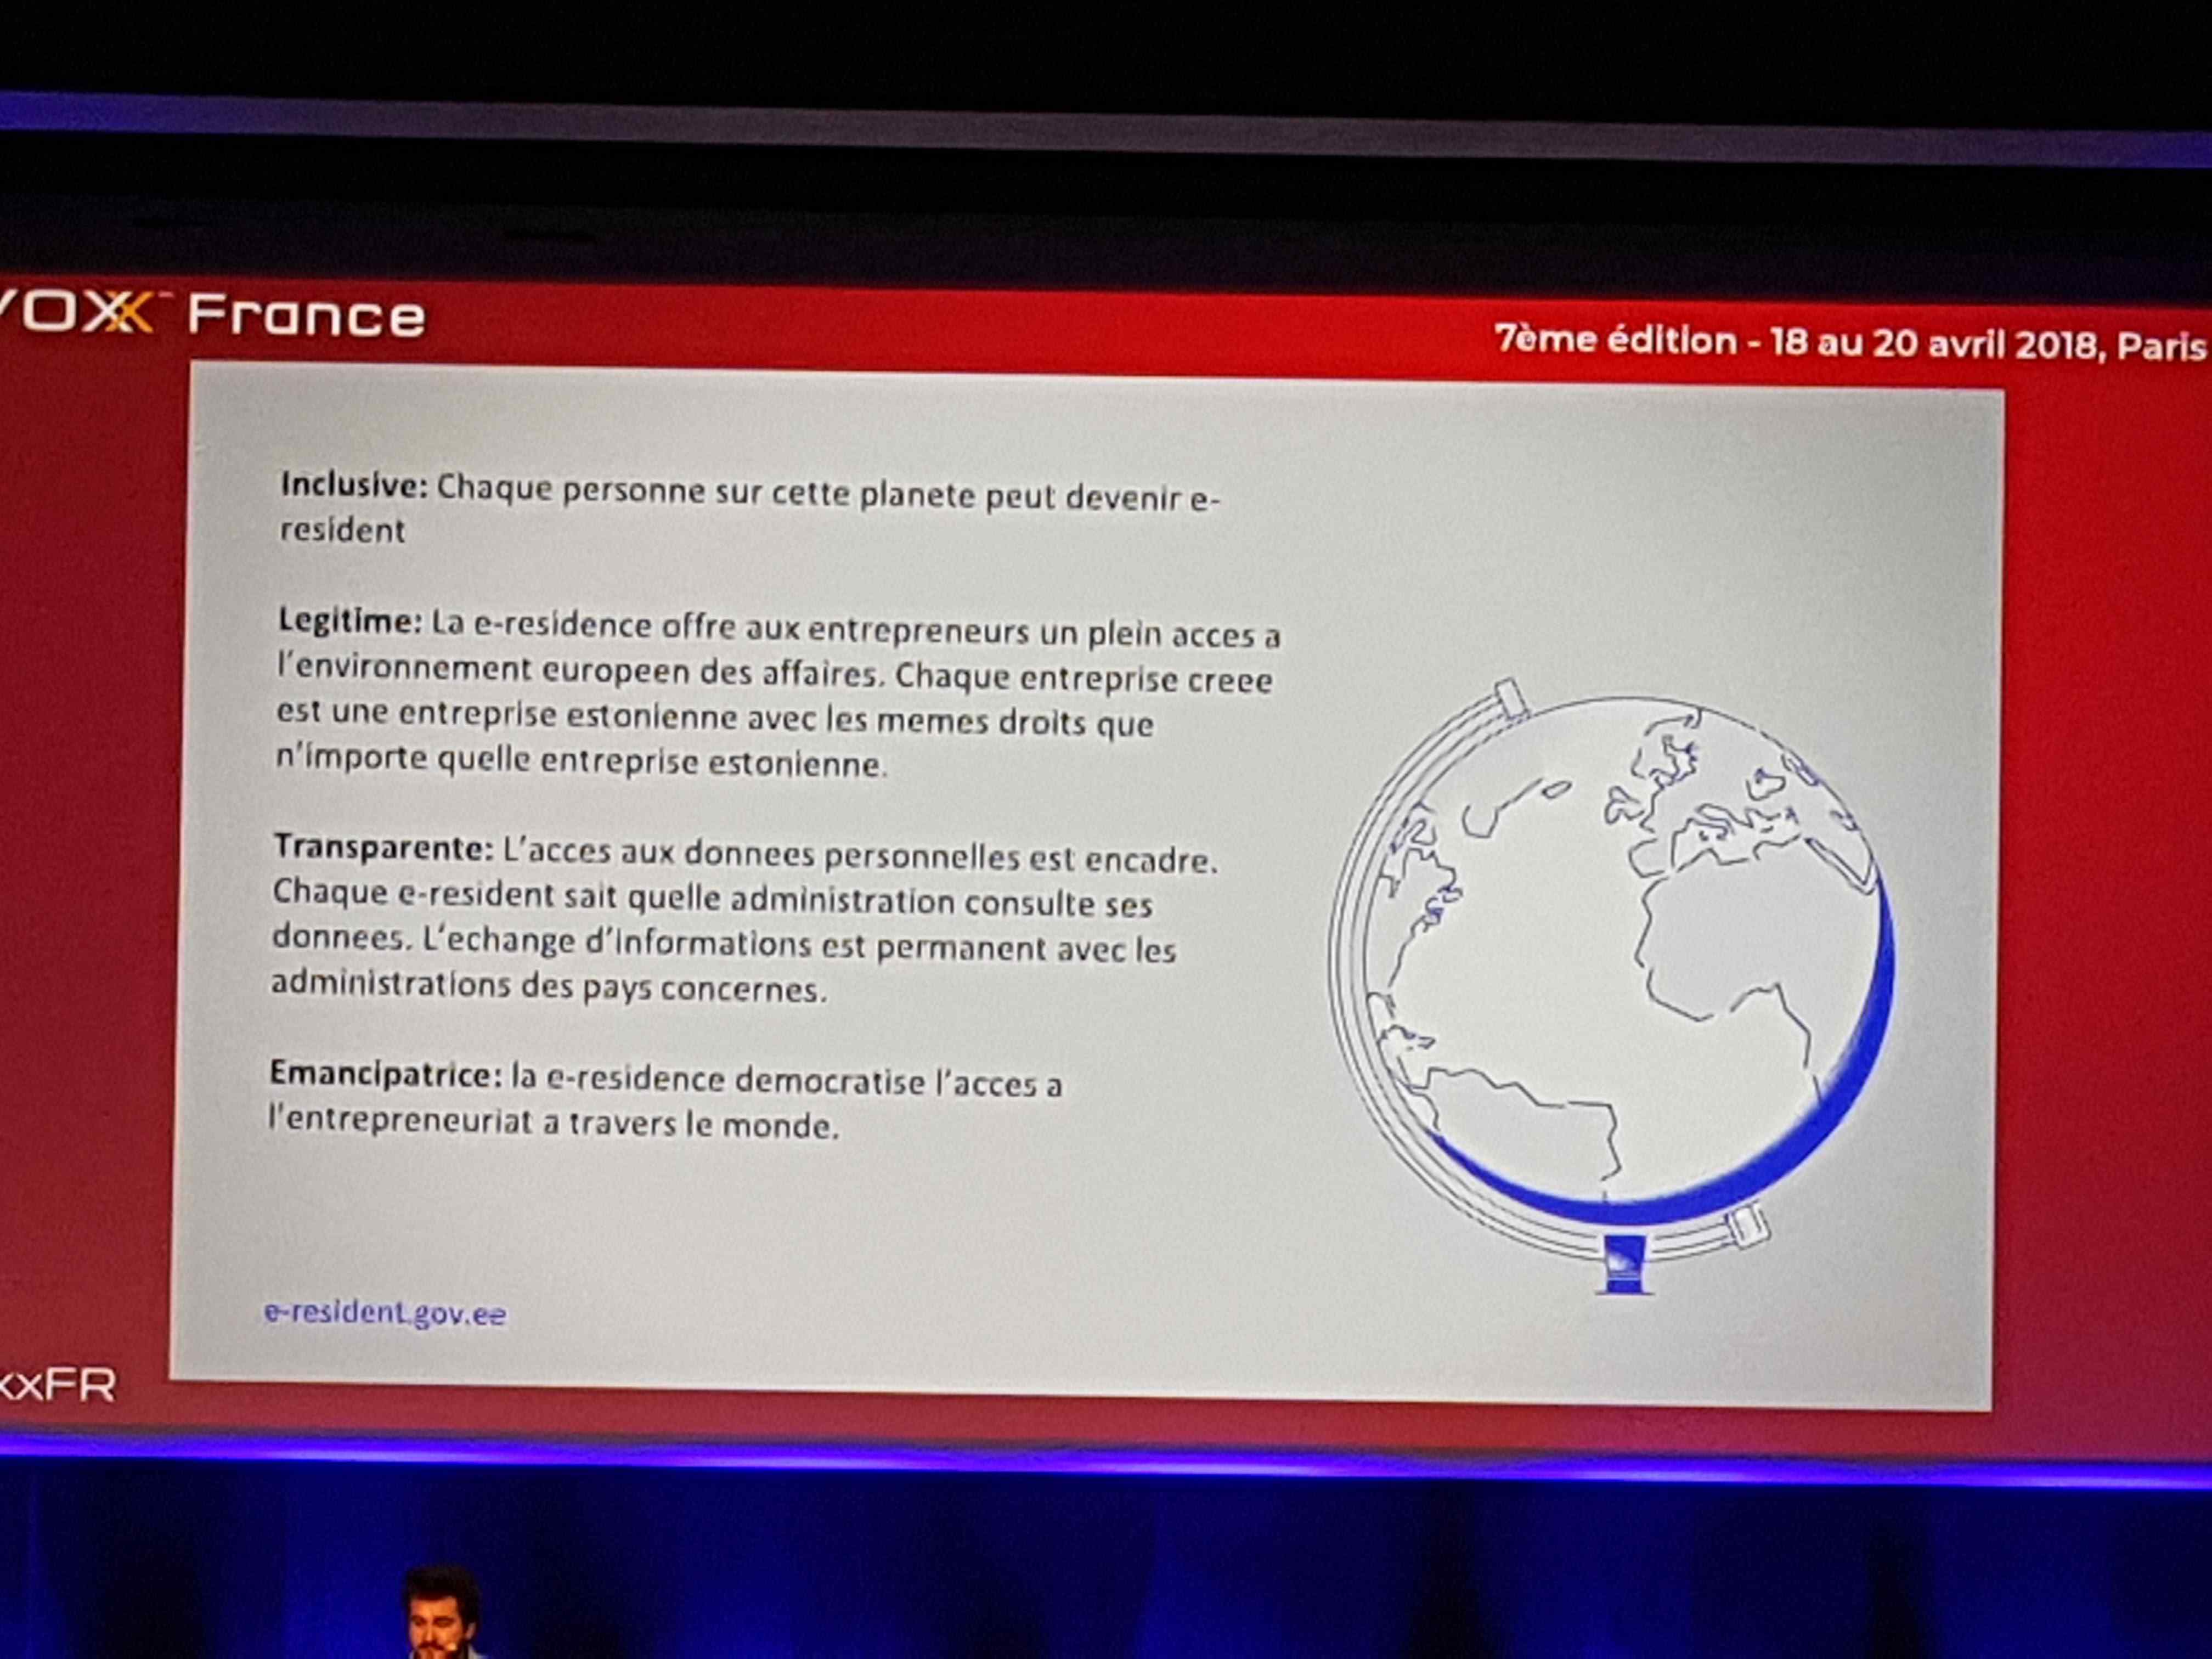 VOXX France
7ème édition - 18 au 20 avril 2018, Paris
Inclusive: Chaque personne sur cette planete peut devenir e-
resident
Legitime: La e-residence offre aux entrepreneurs un plein acces a
l'environnement europeen des affaires. Chaque entreprise creee
est une entreprise estonienne avec les memes droits que
n'importe quelle entreprise estonienne.
Transparente: L'acces aux donnees personnelles est encadre.
Chaque e-resident sait quelle administration consulte ses
donnees. L'echange d'informations est permanent avec les
administrations des pays concernes.
Emancipatrice: la e-residence democratise l'acces a
l'entrepreneuriat a travers le monde.
e-resident.gov.ee
xxFR